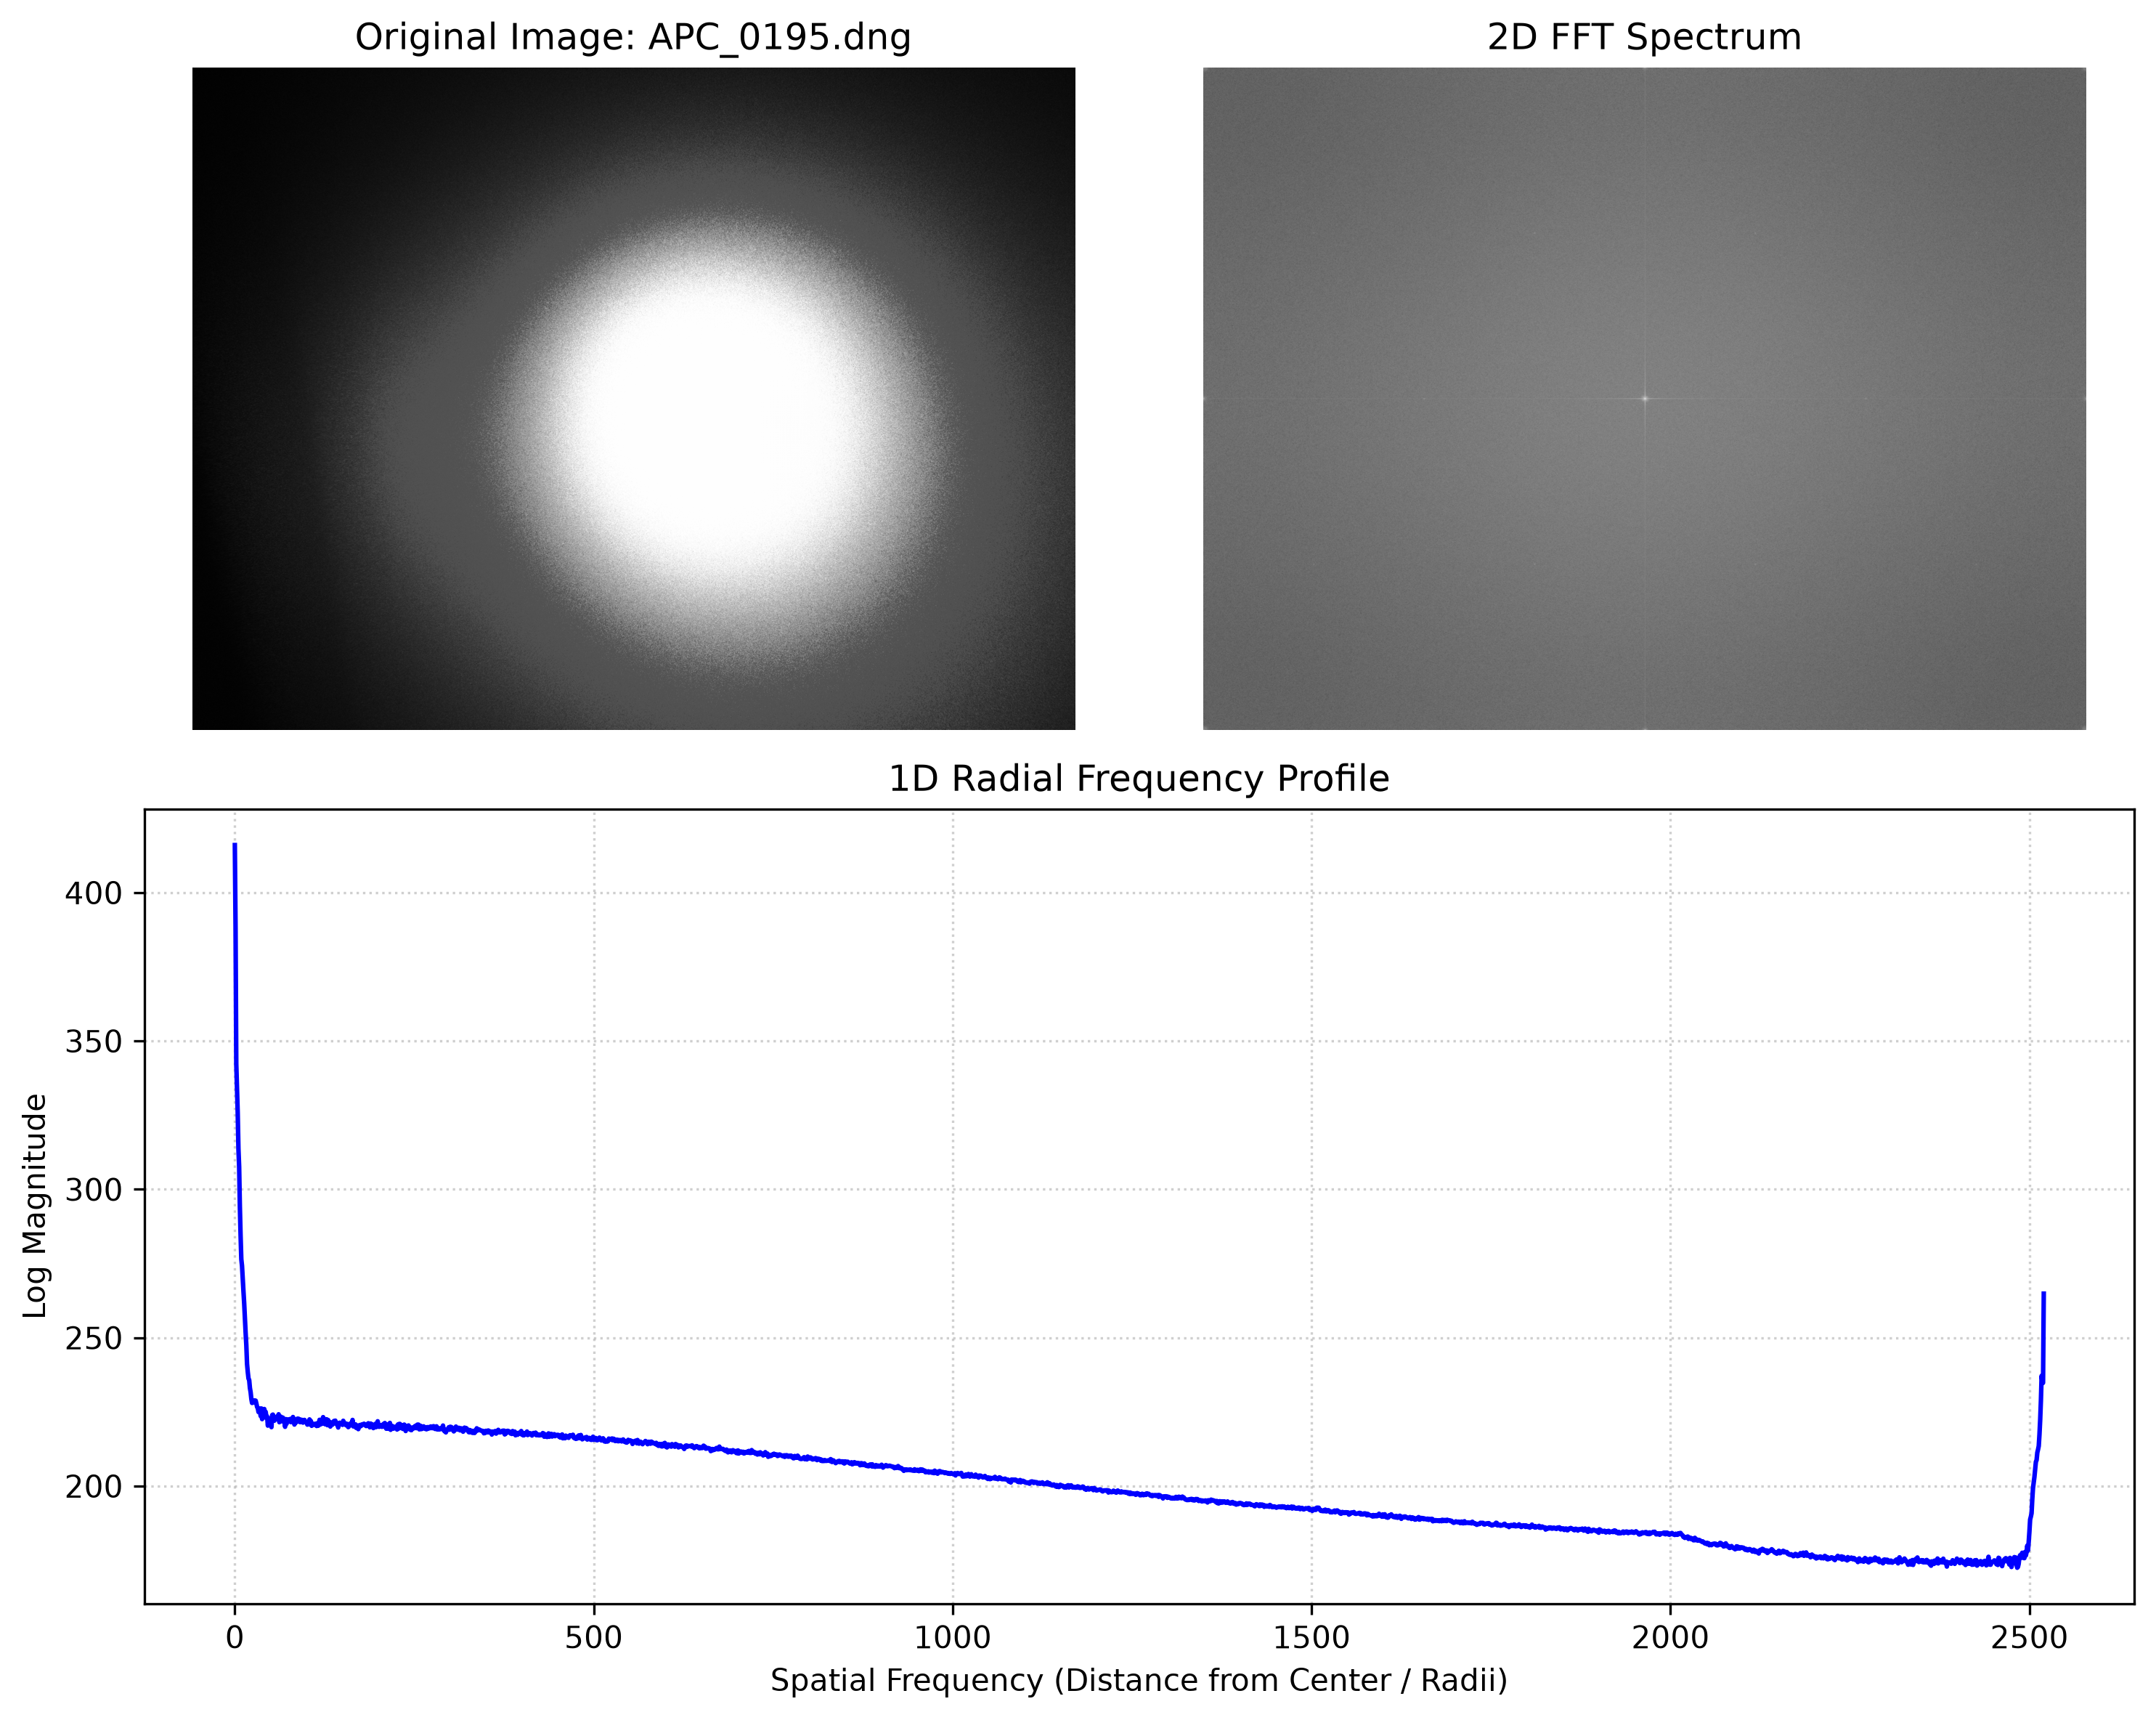 Original Image: APC_0195.dng
2D FFT Spectrum
1D Radial Frequency Profile
Log Magnitude
400
350
300
250
200
0 500 1000 1500 2000 2500
Spatial Frequency (Distance from Center / Radii)